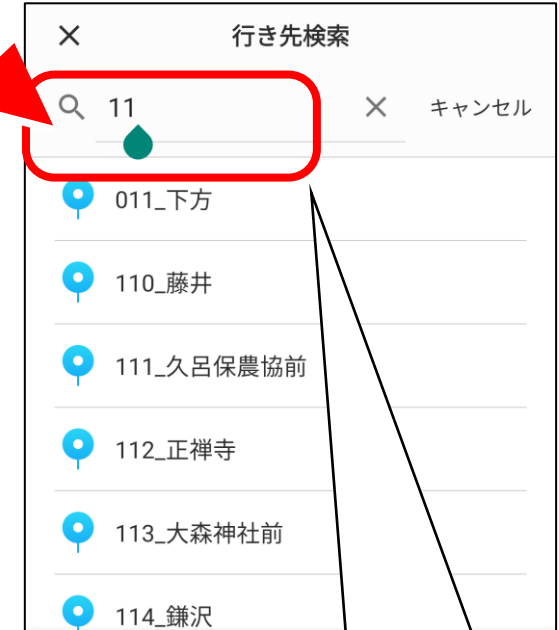 行き先検索
11 キャンセル
011_下方
110_藤井
111_久呂保農協前
112_正禅寺
113_大森神社前
114_鎌沢